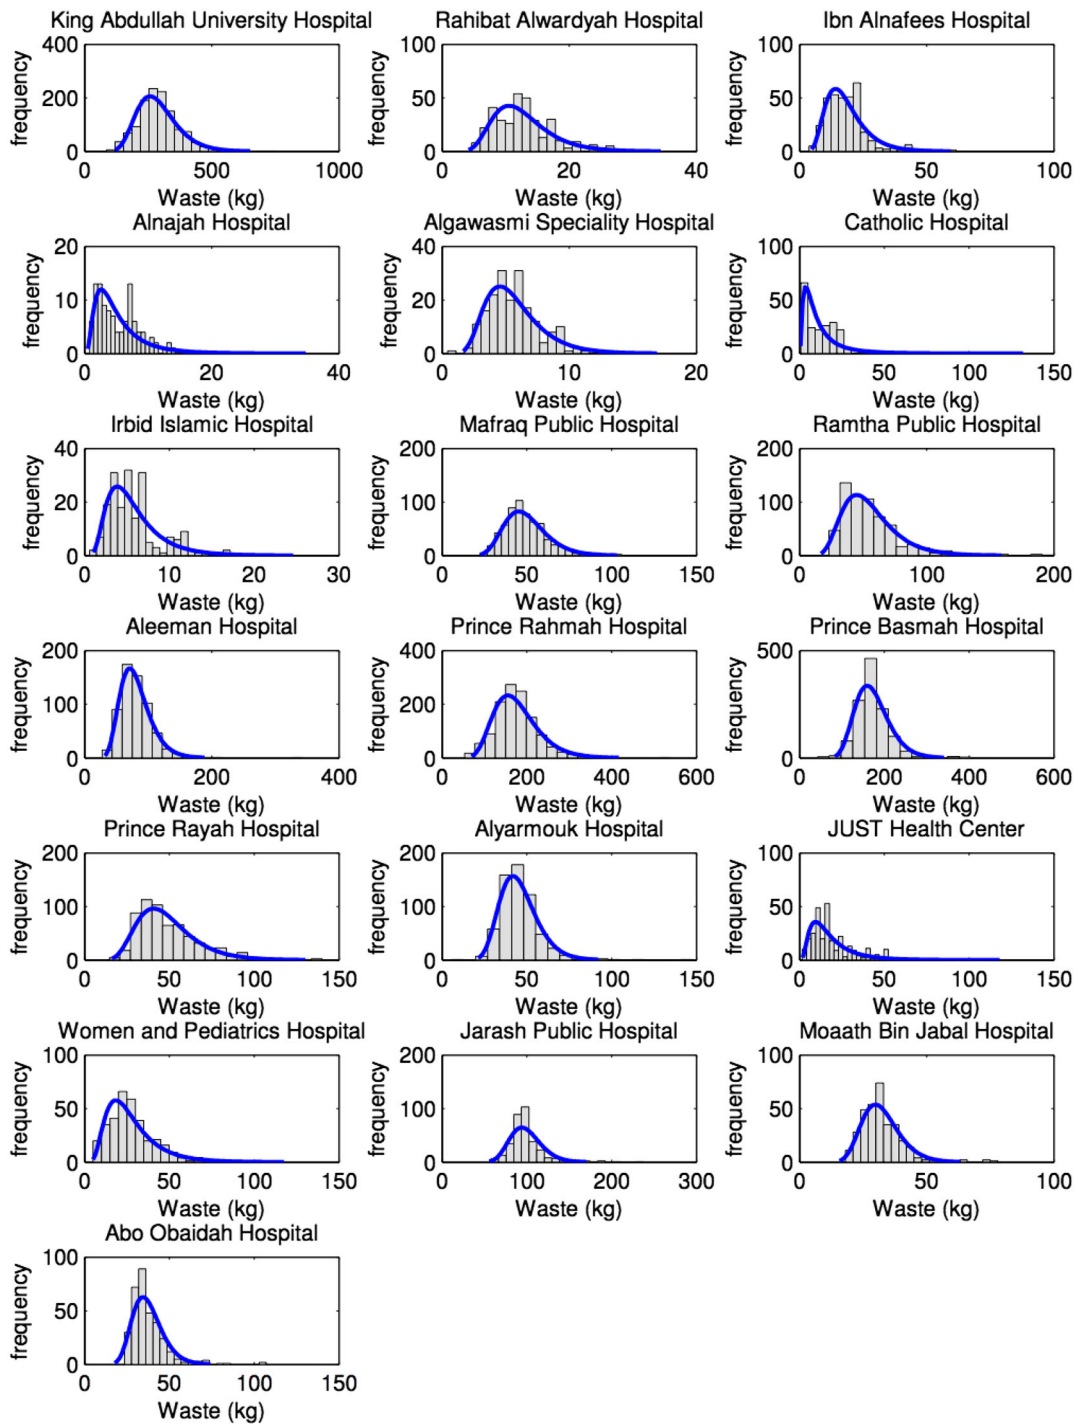 King Abdullah University Hospital
frequency
400
200
0
0 500 1000
Waste (kg)
Rahibat Alwardyah Hospital
frequency
100
50
0
0 20 40
Waste (kg)
Ibn Alnafees Hospital
frequency
100
50
0
0 50 100
Waste (kg)
Alnajah Hospital
frequency
20
10
0
0 20 40
Waste (kg)
Algawasmi Speciality Hospital
frequency
40
20
0
0 10 20
Waste (kg)
Catholic Hospital
frequency
100
50
0
0 50 100 150
Waste (kg)
Irbid Islamic Hospital
frequency
40
20
0
0 10 20 30
Waste (kg)
Mafraq Public Hospital
frequency
200
100
0
0 50 100 150
Waste (kg)
Ramtha Public Hospital
frequency
200
100
0
0 100 200
Waste (kg)
Aleeman Hospital
frequency
200
100
0
0 200 400
Waste (kg)
Prince Rahmah Hospital
frequency
400
200
0
0 200 400 600
Waste (kg)
Prince Basmah Hospital
frequency
500
0
0 200 400 600
Waste (kg)
Prince Rayah Hospital
frequency
200
100
0
0 50 100 150
Waste (kg)
Alyarmouk Hospital
frequency
200
100
0
0 50 100 150
Waste (kg)
JUST Health Center
frequency
100
50
0
0 50 100 150
Waste (kg)
Women and Pediatrics Hospital
frequency
100
50
0
0 50 100 150
Waste (kg)
Jarash Public Hospital
frequency
200
100
0
0 100 200 300
Waste (kg)
Moaath Bin Jabal Hospital
frequency
100
50
0
0 50 100
Waste (kg)
Abo Obaidah Hospital
frequency
100
50
0
0 50 100 150
Waste (kg)